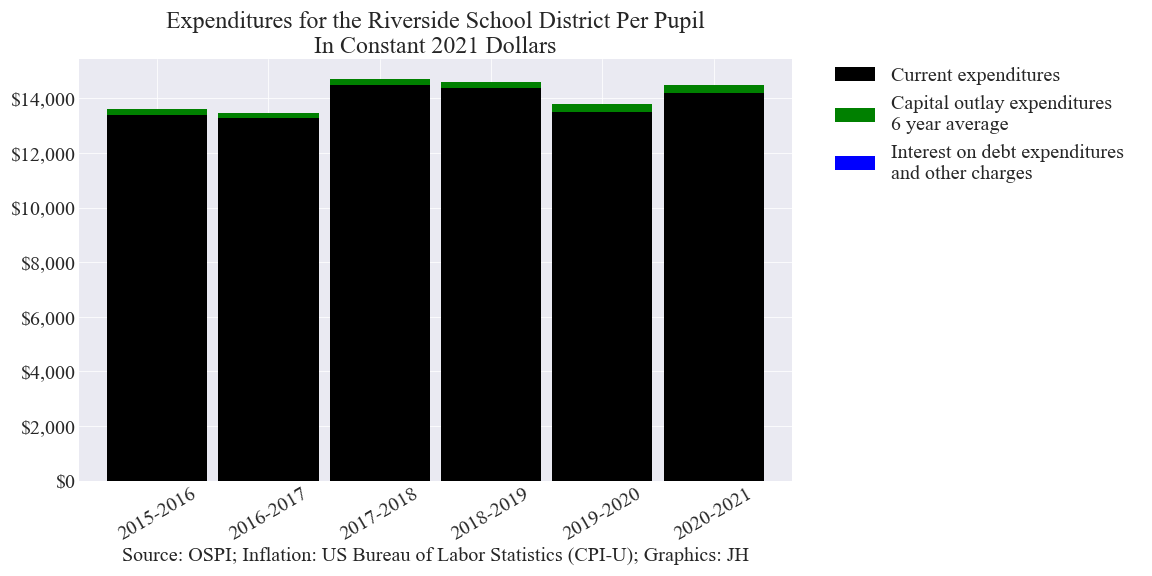 Expenditures for the Riverside School District Per Pupil
In Constant 2021 Dollars
$14,000
$12,000
$10,000
$8,000
$6,000
$4,000
$2,000
$0
2015-2016
2016-2017
2017-2018
2018-2019
2019-2020
2020-2021
Source: OSPI; Inflation: US Bureau of Labor Statistics (CPI-U); Graphics: JH
Current expenditures
Capital outlay expenditures
6 year average
Interest on debt expenditures
and other charges